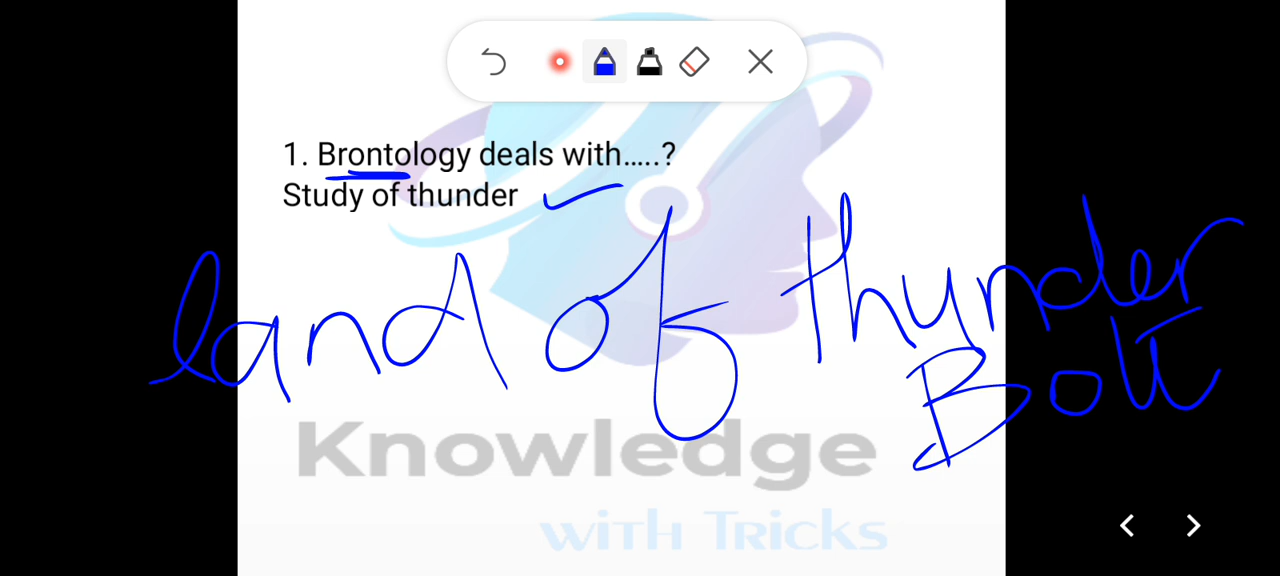 1. Brontology deals with.....?
Study of thunder
land of thunder
Bolt
Knowledge
with Tricks